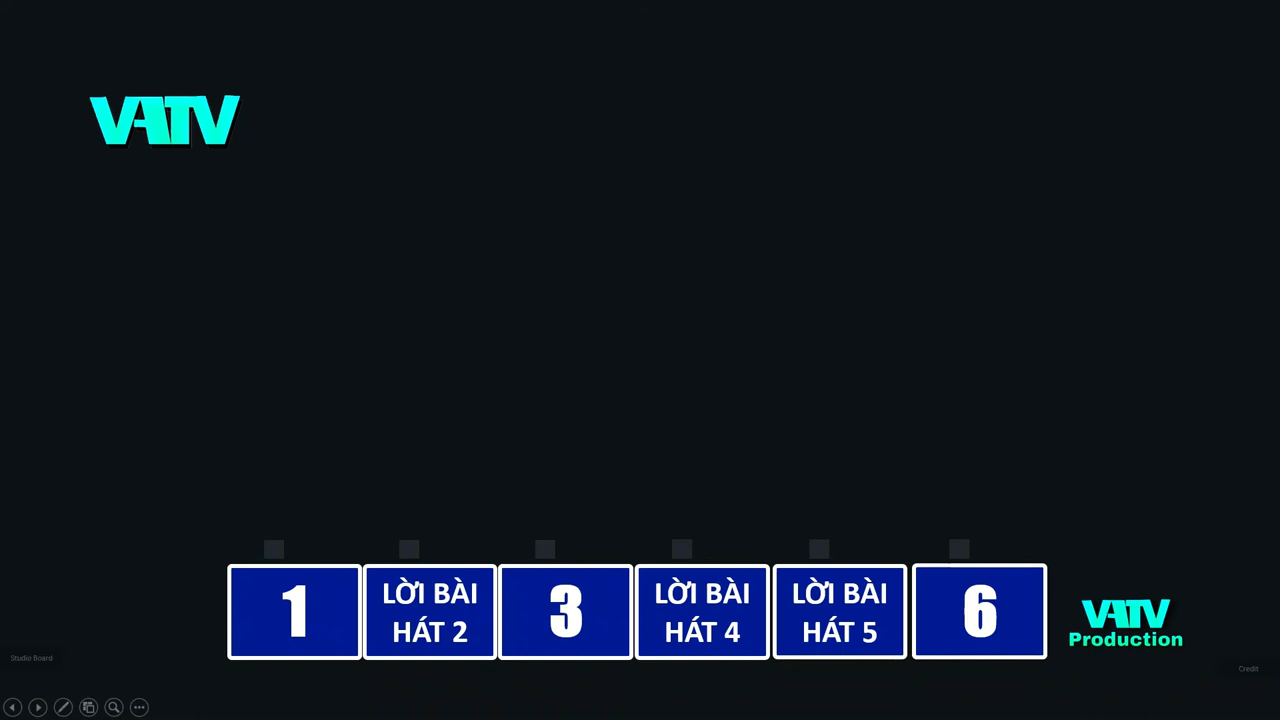 VATV
1
LỜI BÀI
HÁT 2
3
LỜI BÀI
HÁT 4
LỜI BÀI
HÁT 5
6
VATV
Production
Studio Board
Credit